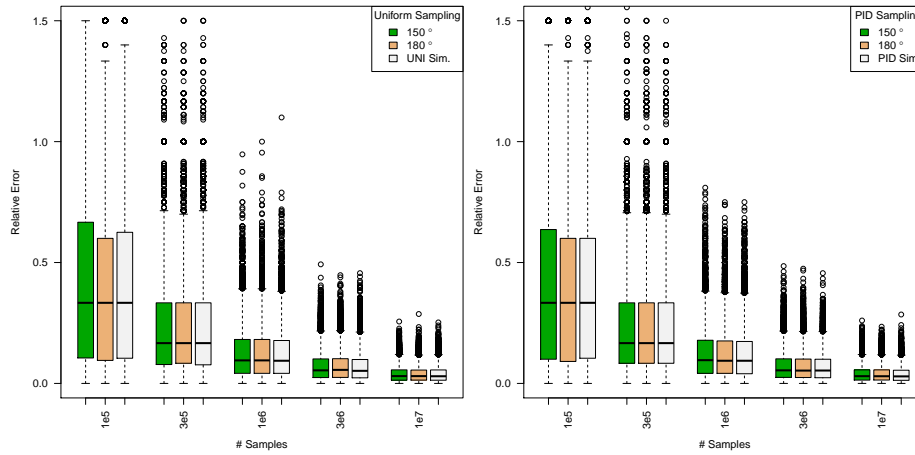 Uniform Sampling
150 °
180 °
UNI Sim.
Relative Error
1.5
1.0
0.5
0.0
1e5
3e5
1e6
3e6
1e7
# Samples
PID Sampling
150 °
180 °
PID Sim.
Relative Error
1.5
1.0
0.5
0.0
1e5
3e5
1e6
3e6
1e7
# Samples